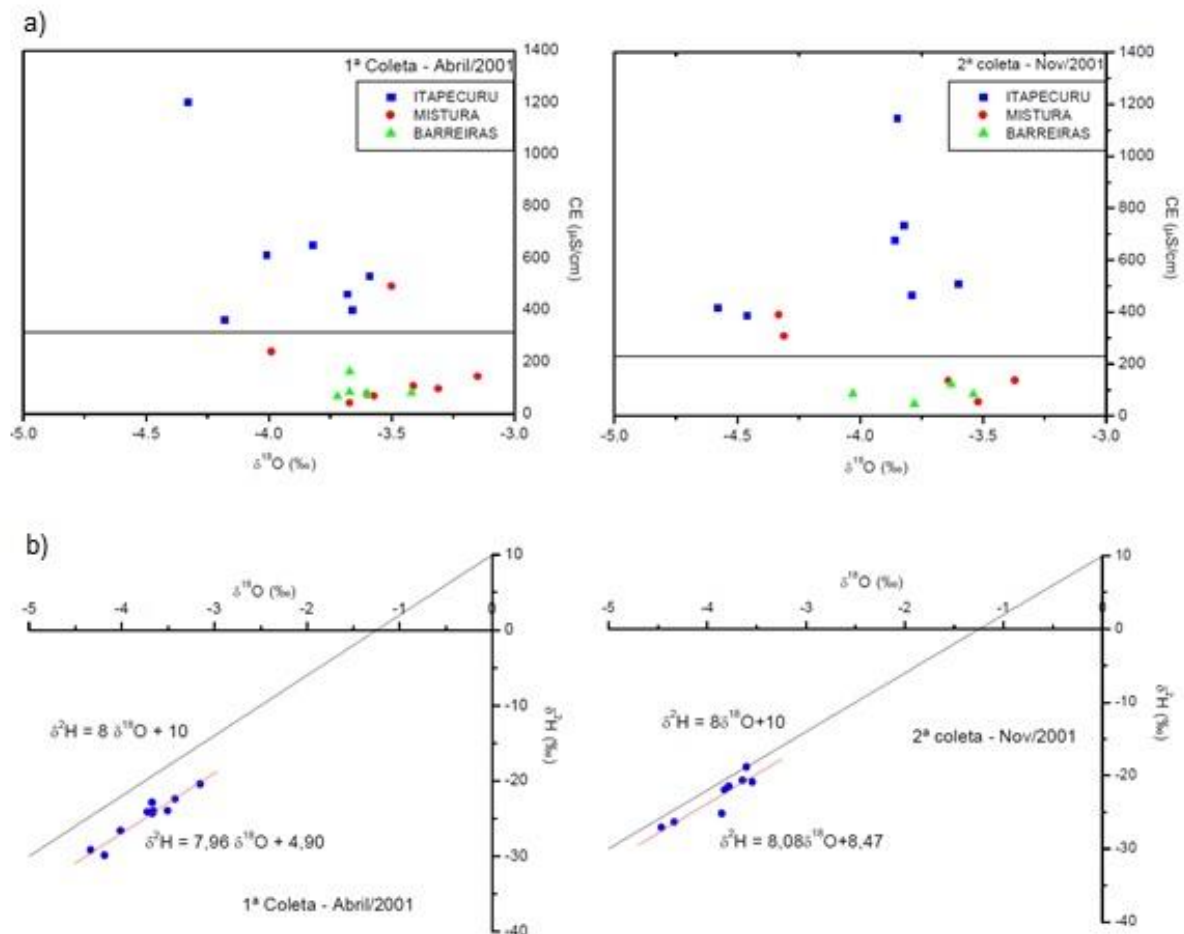 a)
1ª Coleta - Abril/2001
ITAPECURU
MISTURA
BARREIRAS
1400
1200
1000
800
600
400
200
0
CE (μS/cm)
-5.0 -4.5 -4.0 -3.5 -3.0
δ¹⁸O (‰)
2ª coleta - Nov/2001
ITAPECURU
MISTURA
BARREIRAS
1400
1200
1000
800
600
400
200
0
CE (μS/cm)
-5.0 -4.5 -4.0 -3.5 -3.0
δ¹⁸O (‰)
b)
δ¹⁸O (‰)
-5 -4 -3 -2 -1 0
10
0
-10
-20
-30
-40
δ²H (‰)
δ²H = 8 δ¹⁸O + 10
δ²H = 7,96 δ¹⁸O + 4,90
1ª Coleta - Abril/2001
δ¹⁸O (‰)
-5 -4 -3 -2 -1 0
10
0
-10
-20
-30
-40
δ²H (‰)
δ²H = 8δ¹⁸O+10
2ª coleta - Nov/2001
δ²H = 8,08δ¹⁸O+8,47